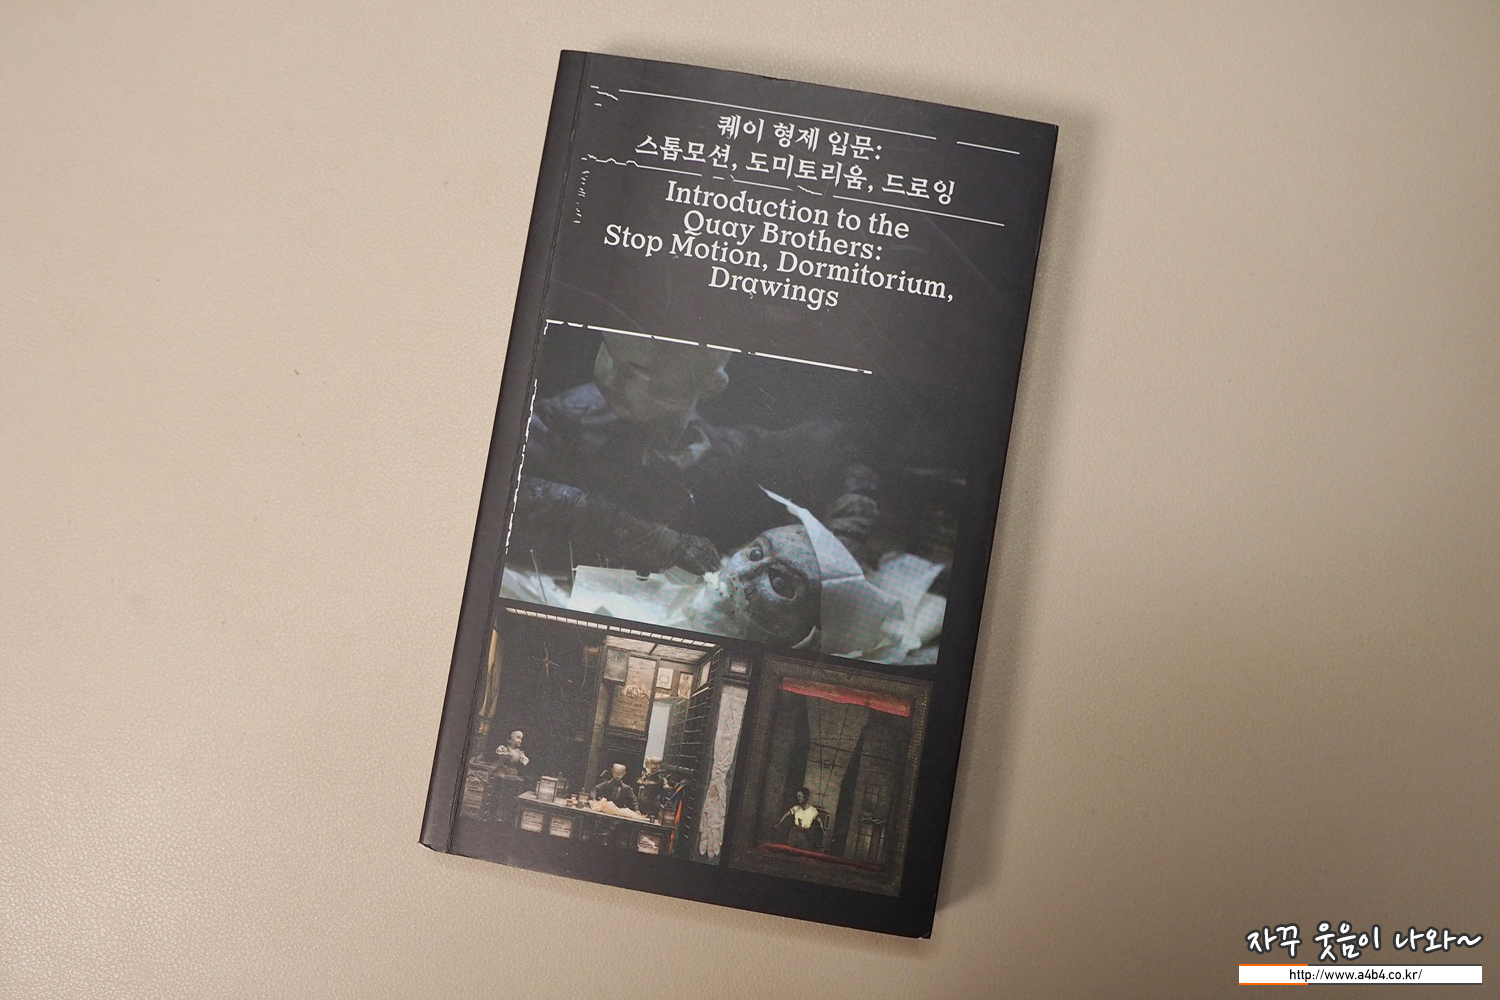 퀘이 형제 입문:
스톱모션, 도미토리움, 드로잉
Introduction to the
Quay Brothers:
Stop Motion, Dormitorium,
Drawings
자꾸 웃음이 나와~
http://www.a4b4.co.kr/